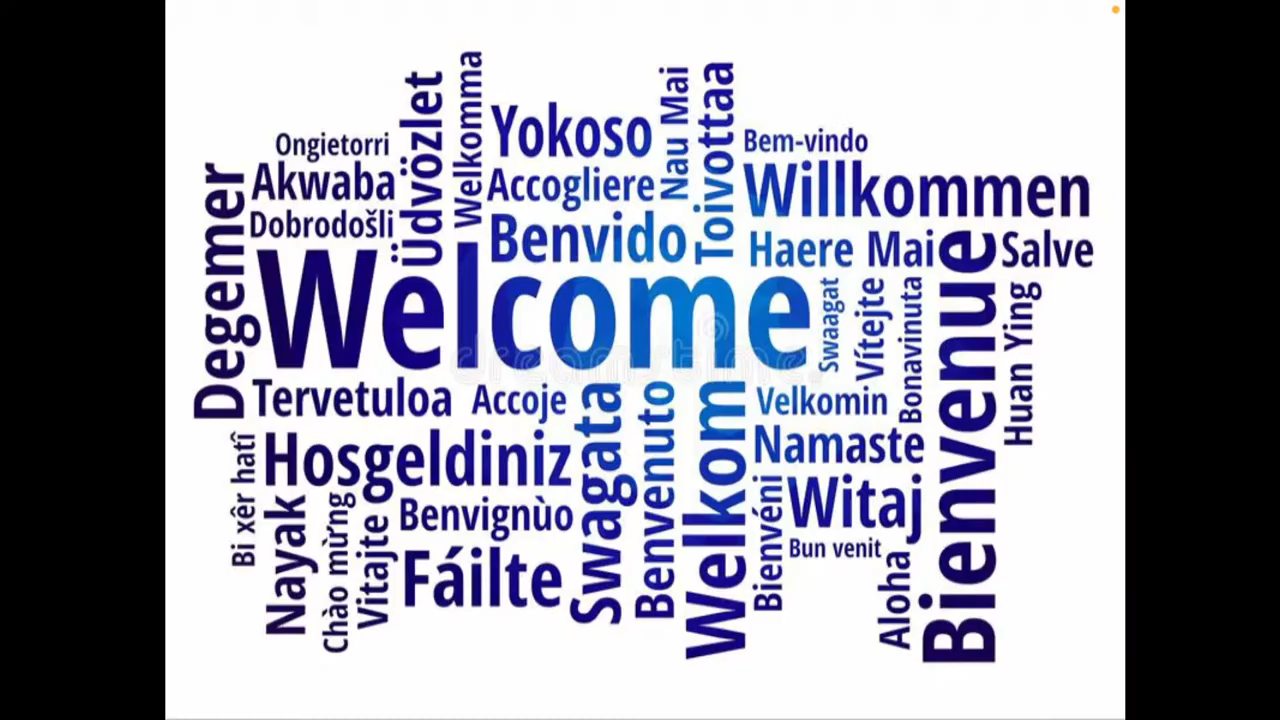 Welkomma
Nau Mai
Toivottaa
Üdvözlet
Yokoso
Bem-vindo
Ongietorri
Degemer
Akwaba
Accogliere
Willkommen
Dobrodošli
Benvido
Haere Mai
Salve
Bienvenue
Welcome
Swaagat
Vítejte
Bonavinuta
Huan Ying
dreamstime.
Tervetuloa
Accoje
Swagata
Benvenuto
Welkom
Velkomin
Namaste
Bi xêr hatî
Hosgeldiniz
Bienvéni
Witaj
Nayak
Chào mừng
Vitajte
Benvignùo
Bun venit
Fáilte
Aloha